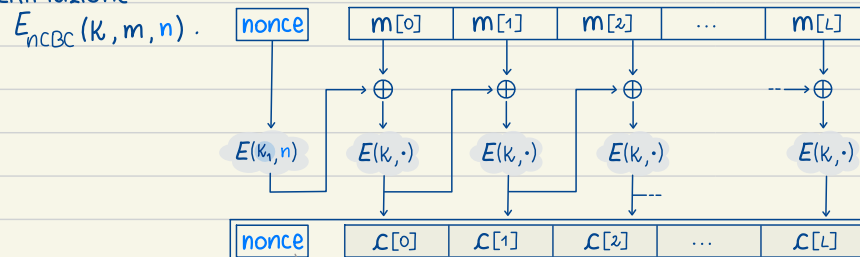 E_nCBC(K, m, n). nonce m[0] m[1] m[2] ... m[L]
⊕ ⊕ ⊕ ⊕
E(K₁, n) E(K, ·) E(K, ·) E(K, ·) E(K, ·)
nonce c[0] c[1] c[2] ... c[L]